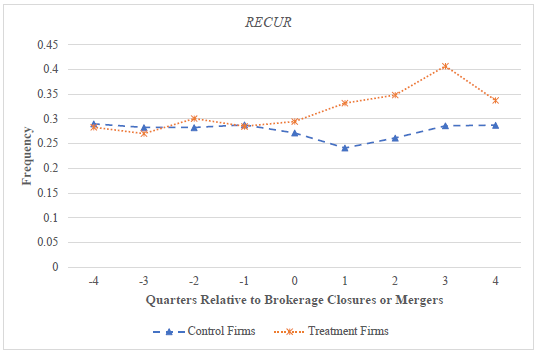 RECUR
0.45
0.4
0.35
0.3
0.25
0.2
0.15
0.1
0.05
0
Frequency
-4 -3 -2 -1 0 1 2 3 4
Quarters Relative to Brokerage Closures or Mergers
Control Firms Treatment Firms